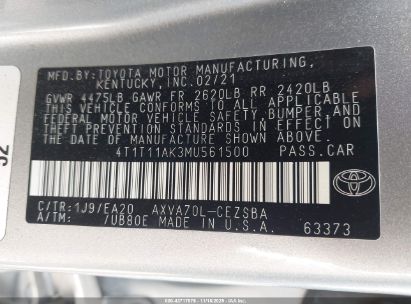 MFD.BY:TOYOTA MOTOR MANUFACTURING,
KENTUCKY,INC.02/21
GVWR 4475LB GAWR FR 2620LB RR 2420LB
THIS VEHICLE CONFORMS TO ALL APPLICABLE
FEDERAL MOTOR VEHICLE SAFETY,BUMPER,AND
THEFT PREVENTION STANDARDS IN EFFECT ON
THE DATE OF MANUFACTURE SHOWN ABOVE.
4T1T11AK3MU561500 PASS.CAR
C/TR:1J9/EA20 AXVA70L-CEZSBA
A/TM: /UB80E MADE IN U.S.A.
63373
TOYOTA